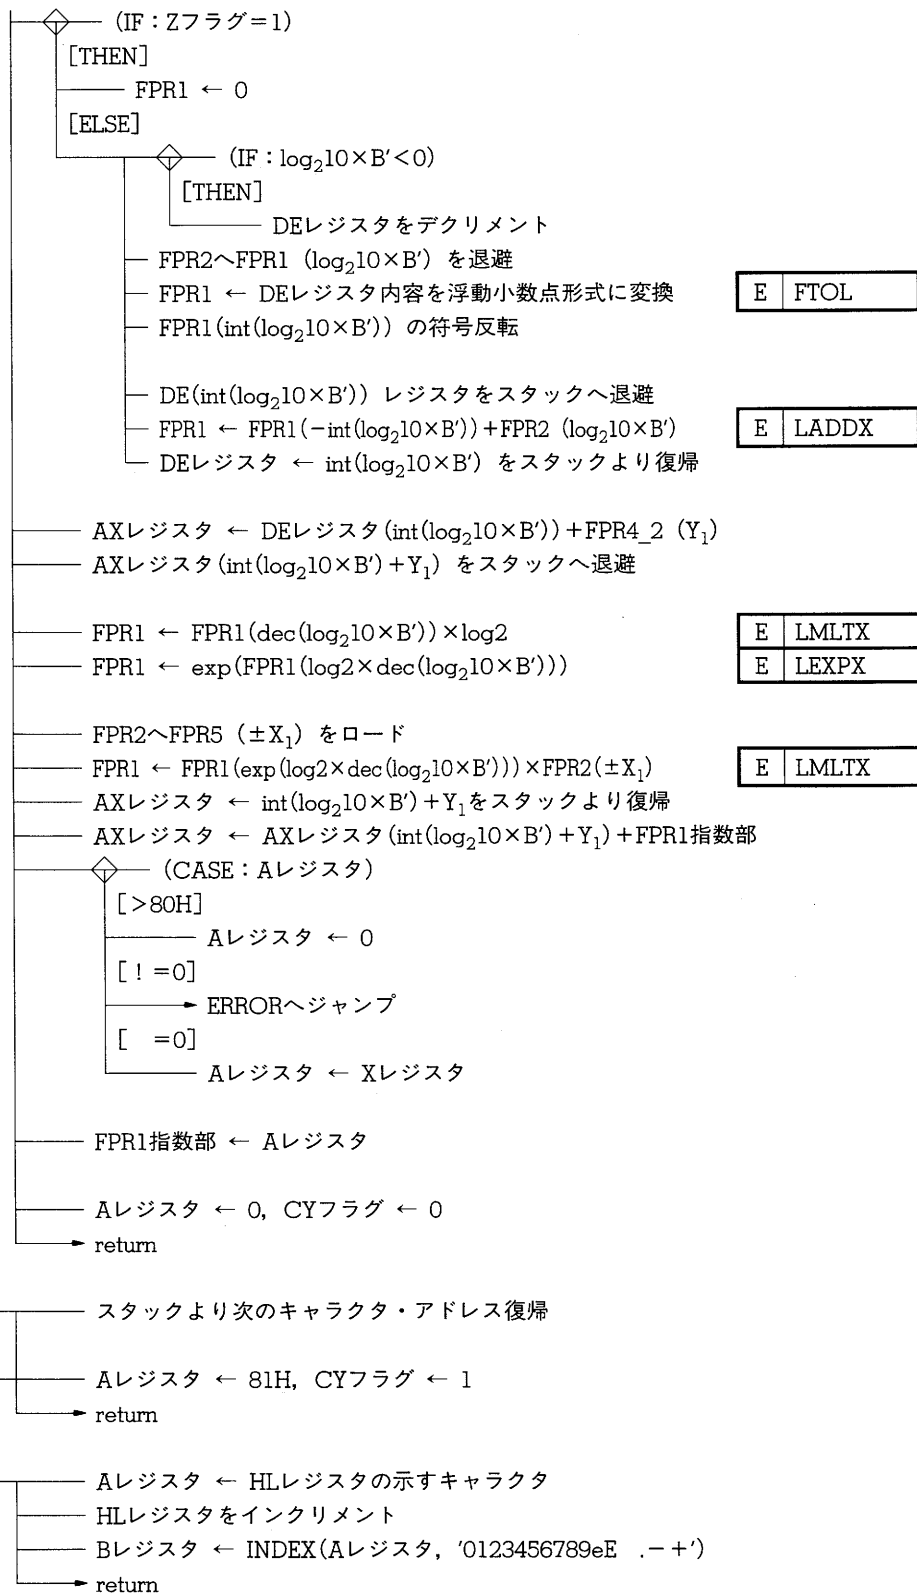 (IF:Zフラグ=1)
[THEN]
FPR1 ← 0
[ELSE]
(IF:log₂10×B′<0)
[THEN]
DEレジスタをデクリメント
FPR2へFPR1 (log₂10×B′) を退避
FPR1 ← DEレジスタ内容を浮動小数点形式に変換 E FTOL
FPR1(int(log₂10×B′)) の符号反転
DE(int(log₂10×B′)) レジスタをスタックへ退避
FPR1 ← FPR1(−int(log₂10×B′))+FPR2 (log₂10×B′) E LADDX
DEレジスタ ← int(log₂10×B′) をスタックより復帰
AXレジスタ ← DEレジスタ(int(log₂10×B′))+FPR4_2 (Y₁)
AXレジスタ(int(log₂10×B′)+Y₁) をスタックへ退避
FPR1 ← FPR1(dec(log₂10×B′))×log2 E LMLTX
FPR1 ← exp(FPR1(log2×dec(log₂10×B′))) E LEXPX
FPR2へFPR5 (±X₁) をロード
FPR1 ← FPR1(exp(log2×dec(log₂10×B′)))×FPR2(±X₁) E LMLTX
AXレジスタ ← int(log₂10×B′)+Y₁をスタックより復帰
AXレジスタ ← AXレジスタ(int(log₂10×B′)+Y₁)+FPR1指数部
(CASE:Aレジスタ)
[>80H]
Aレジスタ ← 0
[!=0]
ERRORへジャンプ
[ =0]
Aレジスタ ← Xレジスタ
FPR1指数部 ← Aレジスタ
Aレジスタ ← 0, CYフラグ ← 0
return
スタックより次のキャラクタ・アドレス復帰
Aレジスタ ← 81H, CYフラグ ← 1
return
Aレジスタ ← HLレジスタの示すキャラクタ
HLレジスタをインクリメント
Bレジスタ ← INDEX(Aレジスタ, '0123456789eE .−+')
return